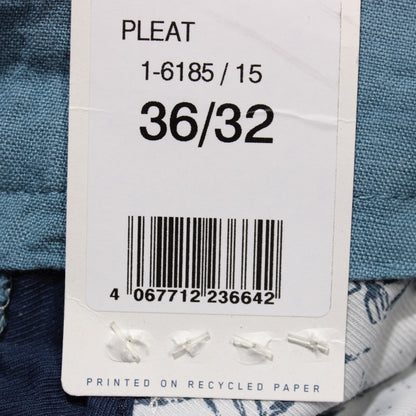 PLEAT
1-6185 / 15
36/32
4 067712 236642
PRINTED ON RECYCLED PAPER